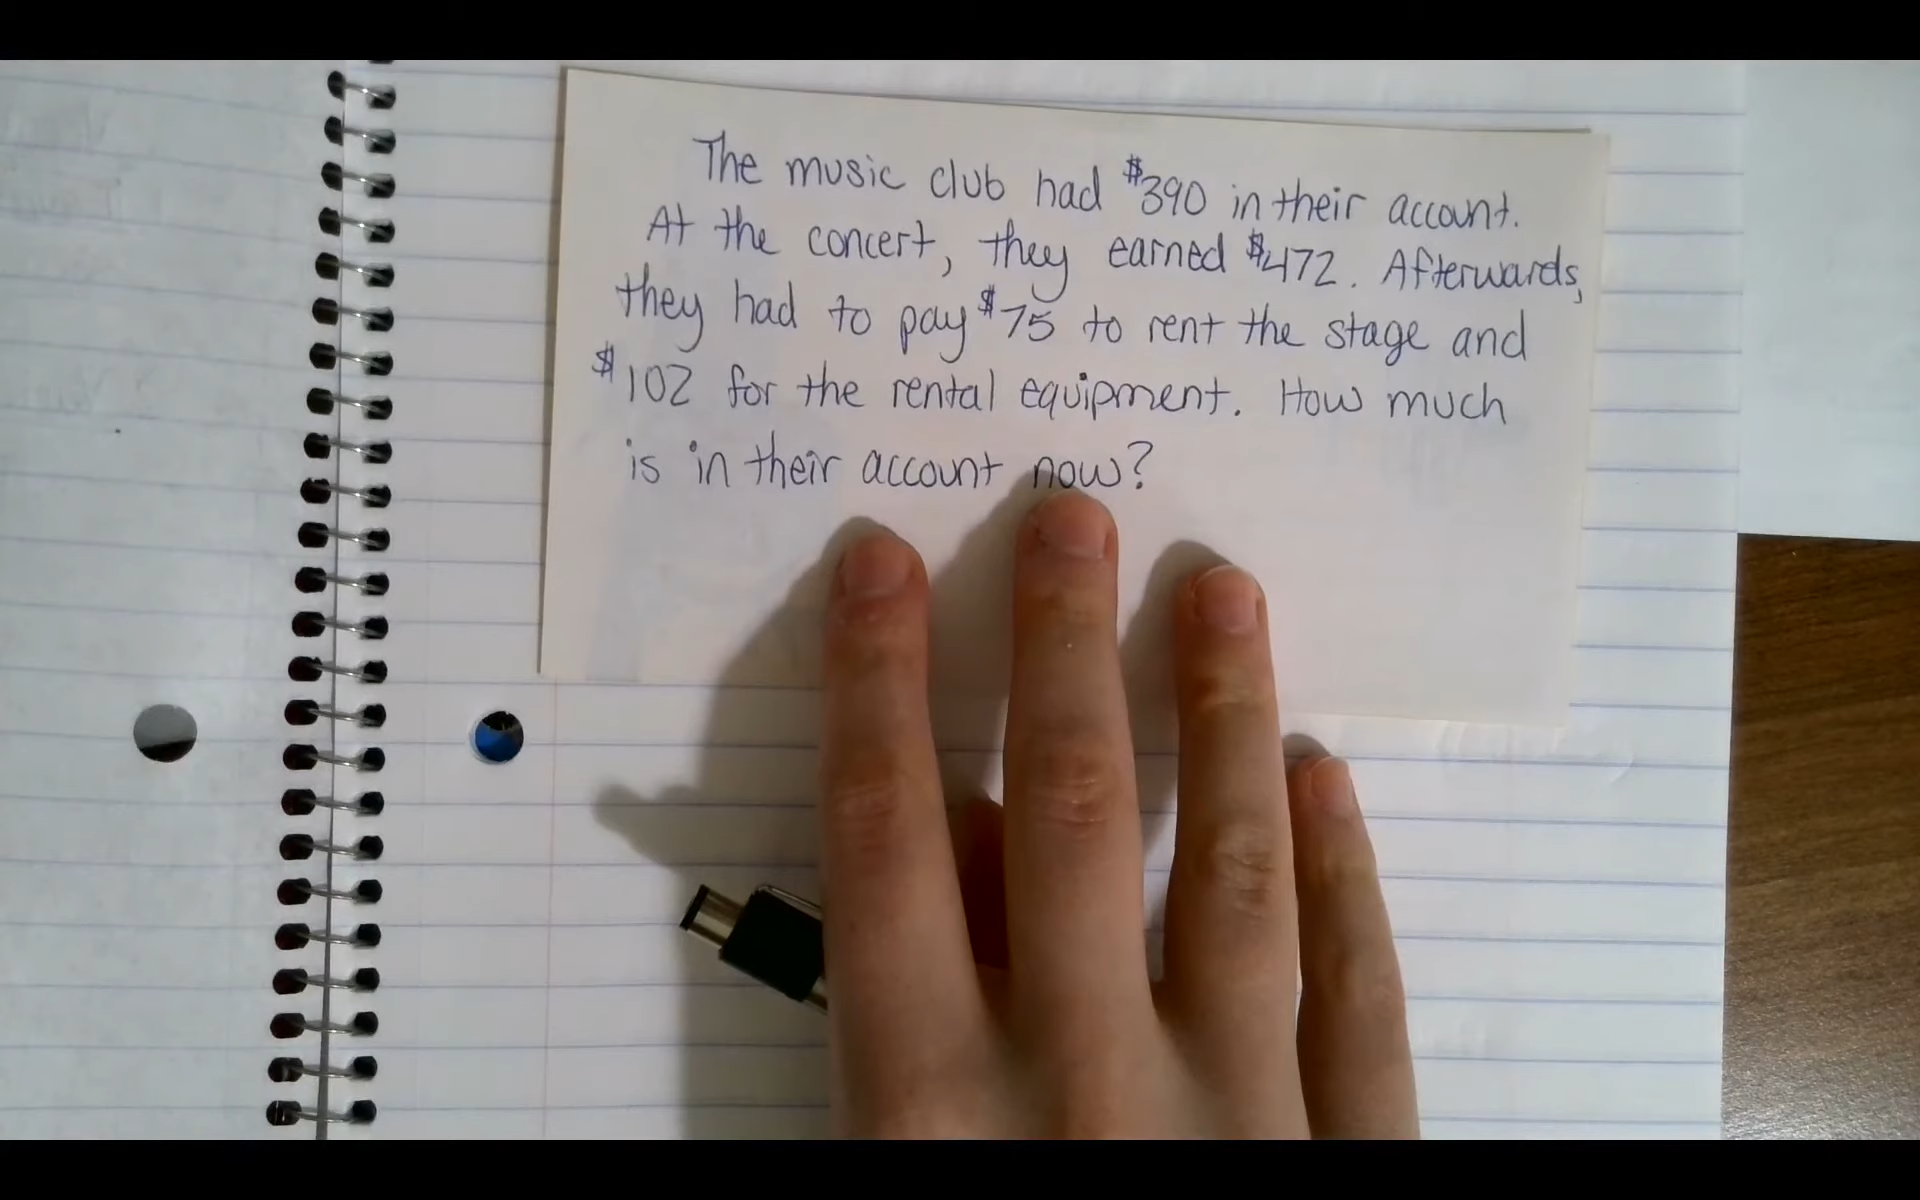 The music club had $390 in their account.
At the concert, they earned $472. Afterwards,
they had to pay $75 to rent the stage and
$102 for the rental equipment. How much
is in their account now?